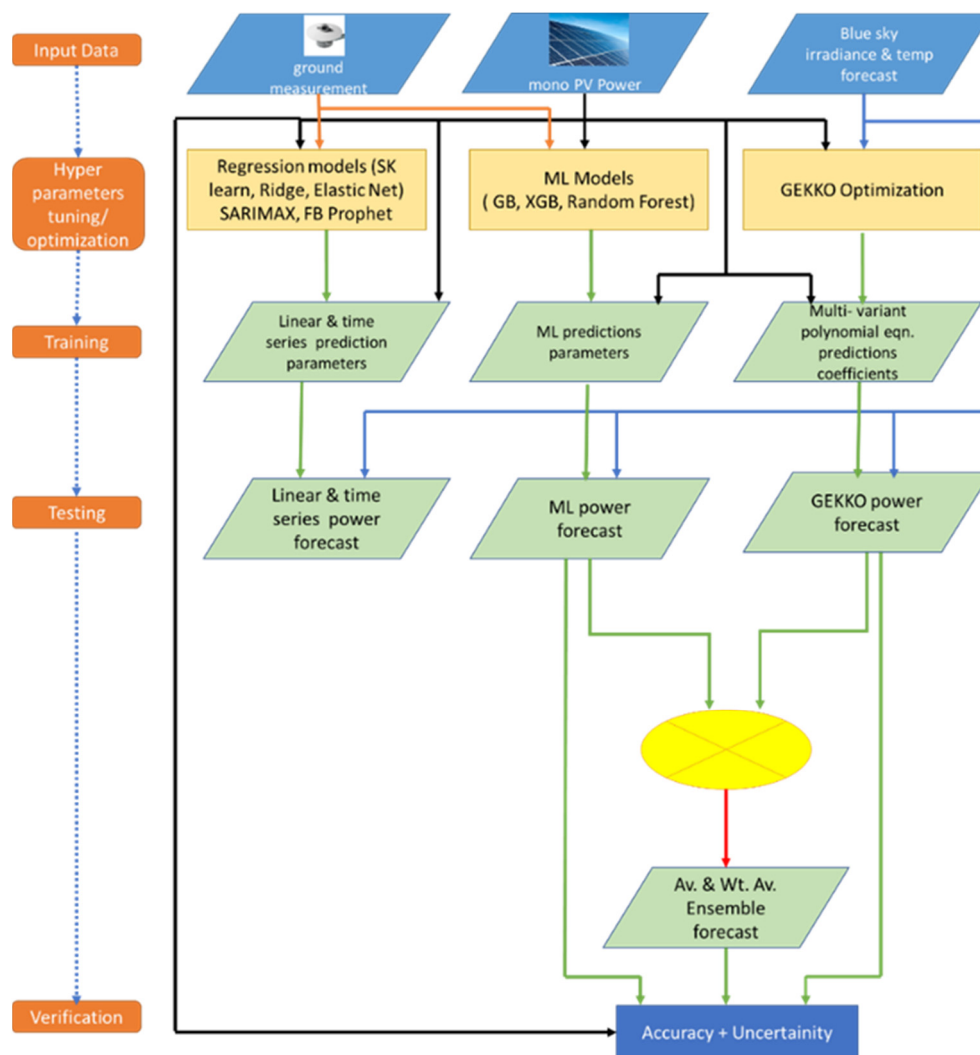 Input Data
ground
measurement
mono PV Power
Blue sky
irradiance & temp
forecast
Hyper
parameters
tuning/
optimization
Regression models (SK
learn, Ridge, Elastic Net)
SARIMAX, FB Prophet
ML Models
( GB, XGB, Random Forest)
GEKKO Optimization
Training
Linear & time
series prediction
parameters
ML predictions
parameters
Multi- variant
polynomial eqn.
predictions
coefficients
Testing
Linear & time
series power
forecast
ML power
forecast
GEKKO power
forecast
Av. & Wt. Av.
Ensemble
forecast
Verification
Accuracy + Uncertainity